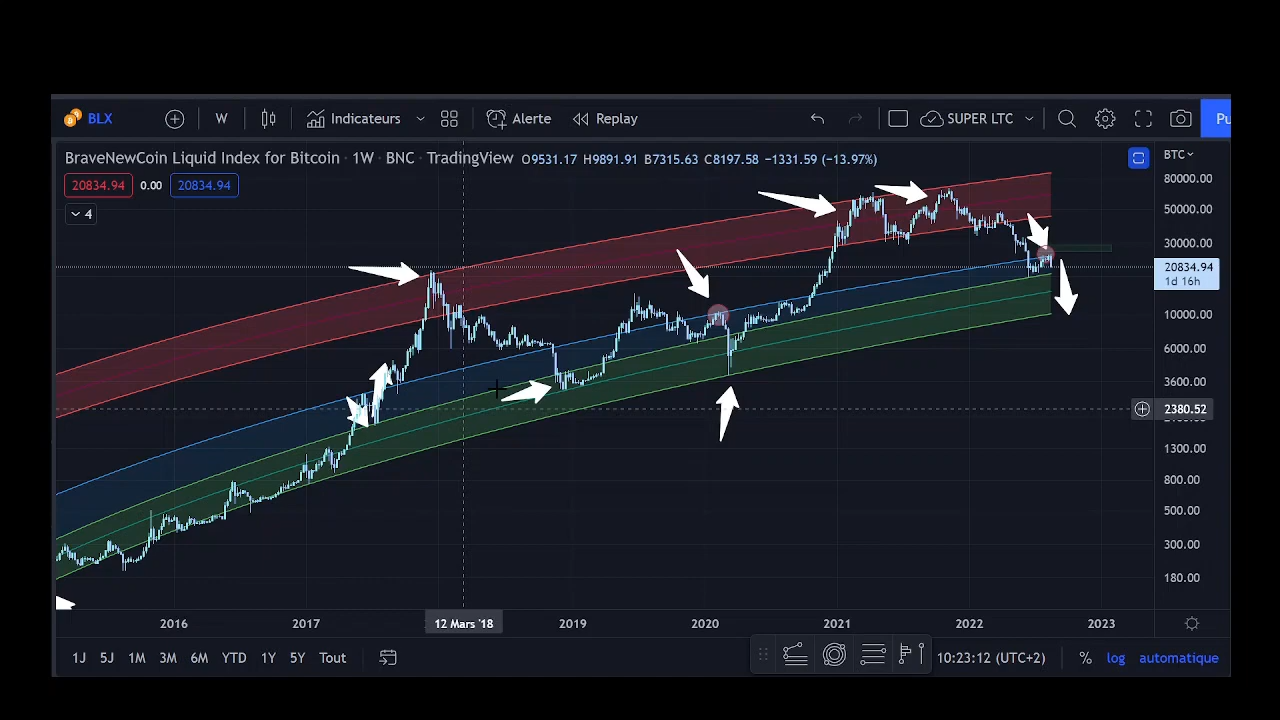 BLX W Indicateurs Alerte Replay SUPER LTC Pu
BraveNewCoin Liquid Index for Bitcoin · 1W · BNC · TradingView O9531.17 H9891.91 B7315.63 C8197.58 −1331.59 (−13.97%)
BTC
20834.94 0.00 20834.94
4
80000.00
50000.00
30000.00
20834.94
1d 16h
10000.00
6000.00
3600.00
2380.52
1300.00
800.00
500.00
300.00
180.00
2016 2017 12 Mars '18 2019 2020 2021 2022 2023
1J 5J 1M 3M 6M YTD 1Y 5Y Tout 10:23:12 (UTC+2) % log automatique